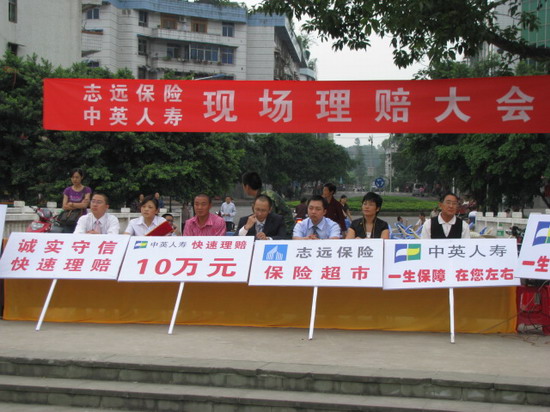 志远保险
中英人寿
现场理赔大会
诚实守信
快速理赔
中英人寿 快速理赔
10万元
志远保险
保险超市
中英人寿
一生保障 在您左右